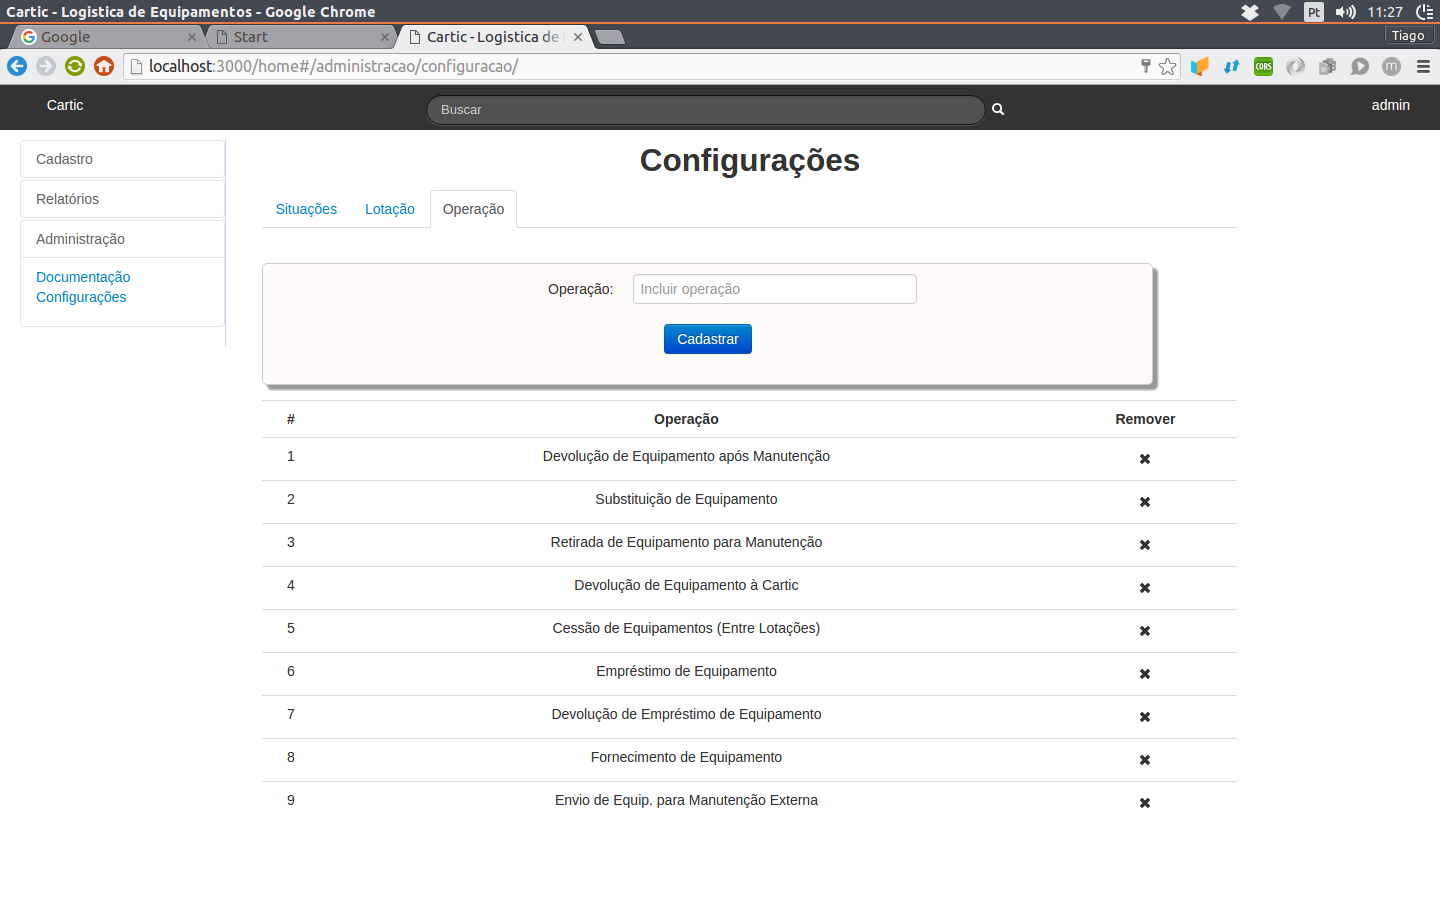 Cartic - Logistica de Equipamentos - Google Chrome
Pt 11:27
Google Start Cartic - Logistica de Tiago
localhost:3000/home#/administracao/configuracao/ CORS m
Cartic Buscar admin
Cadastro
Relatórios
Administração
Documentação
Configurações
Configurações
Situações Lotação Operação
Operação: Incluir operação
Cadastrar
# Operação Remover
1 Devolução de Equipamento após Manutenção
2 Substituição de Equipamento
3 Retirada de Equipamento para Manutenção
4 Devolução de Equipamento à Cartic
5 Cessão de Equipamentos (Entre Lotações)
6 Empréstimo de Equipamento
7 Devolução de Empréstimo de Equipamento
8 Fornecimento de Equipamento
9 Envio de Equip. para Manutenção Externa